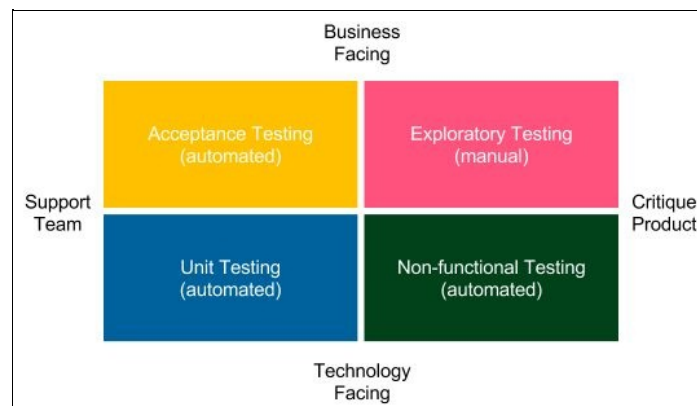 Business
Facing
Acceptance Testing
(automated)
Exploratory Testing
(manual)
Support
Team
Critique
Product
Unit Testing
(automated)
Non-functional Testing
(automated)
Technology
Facing